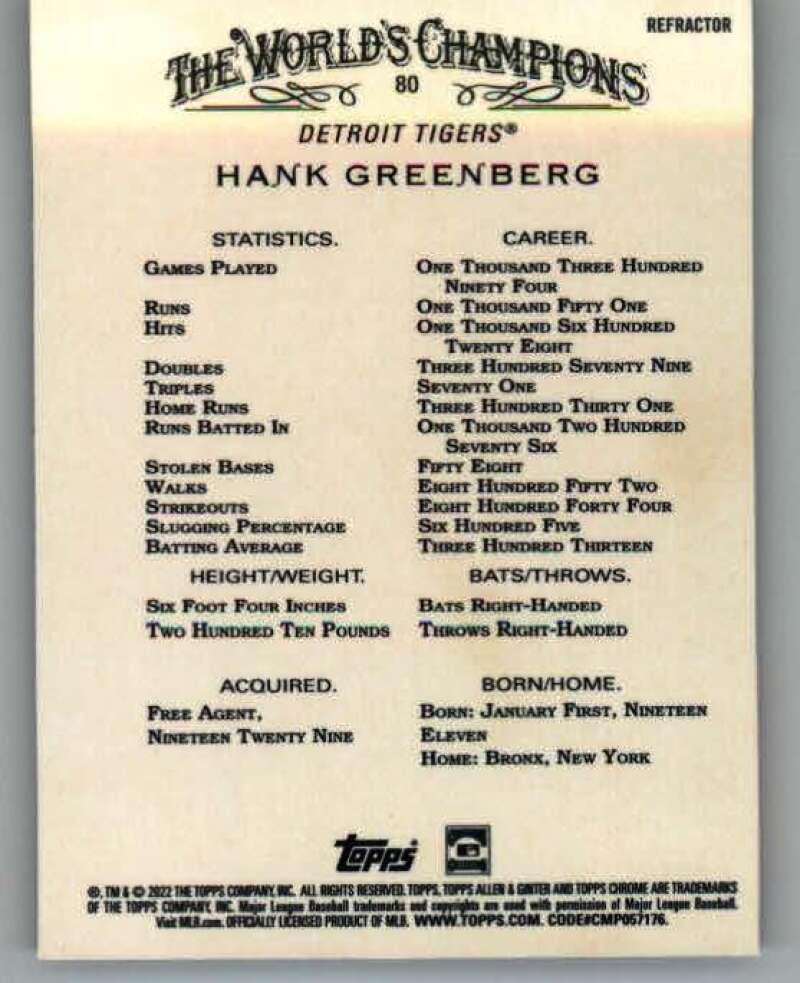 REFRACTOR
THE WORLD'S CHAMPIONS
80
DETROIT TIGERS®
HANK GREENBERG
STATISTICS. CAREER.
GAMES PLAYED ONE THOUSAND THREE HUNDRED
NINETY FOUR
RUNS ONE THOUSAND FIFTY ONE
HITS ONE THOUSAND SIX HUNDRED
TWENTY EIGHT
DOUBLES THREE HUNDRED SEVENTY NINE
TRIPLES SEVENTY ONE
HOME RUNS THREE HUNDRED THIRTY ONE
RUNS BATTED IN ONE THOUSAND TWO HUNDRED
SEVENTY SIX
STOLEN BASES FIFTY EIGHT
WALKS EIGHT HUNDRED FIFTY TWO
STRIKEOUTS EIGHT HUNDRED FORTY FOUR
SLUGGING PERCENTAGE SIX HUNDRED FIVE
BATTING AVERAGE THREE HUNDRED THIRTEEN
HEIGHT/WEIGHT. BATS/THROWS.
SIX FOOT FOUR INCHES BATS RIGHT-HANDED
TWO HUNDRED TEN POUNDS THROWS RIGHT-HANDED
ACQUIRED. BORN/HOME.
FREE AGENT, BORN: JANUARY FIRST, NINETEEN
NINETEEN TWENTY NINE ELEVEN
HOME: BRONX, NEW YORK
topps
®, TM & © 2022 THE TOPPS COMPANY, INC. ALL RIGHTS RESERVED. TOPPS, TOPPS ALLEN & GINTER AND TOPPS CHROME ARE TRADEMARKS
OF THE TOPPS COMPANY, INC. Major League Baseball trademarks and copyrights are used with permission of Major League Baseball.
Visit MLB.com. OFFICIALLY LICENSED PRODUCT OF MLB. WWW.TOPPS.COM. CODE#CMP057176.